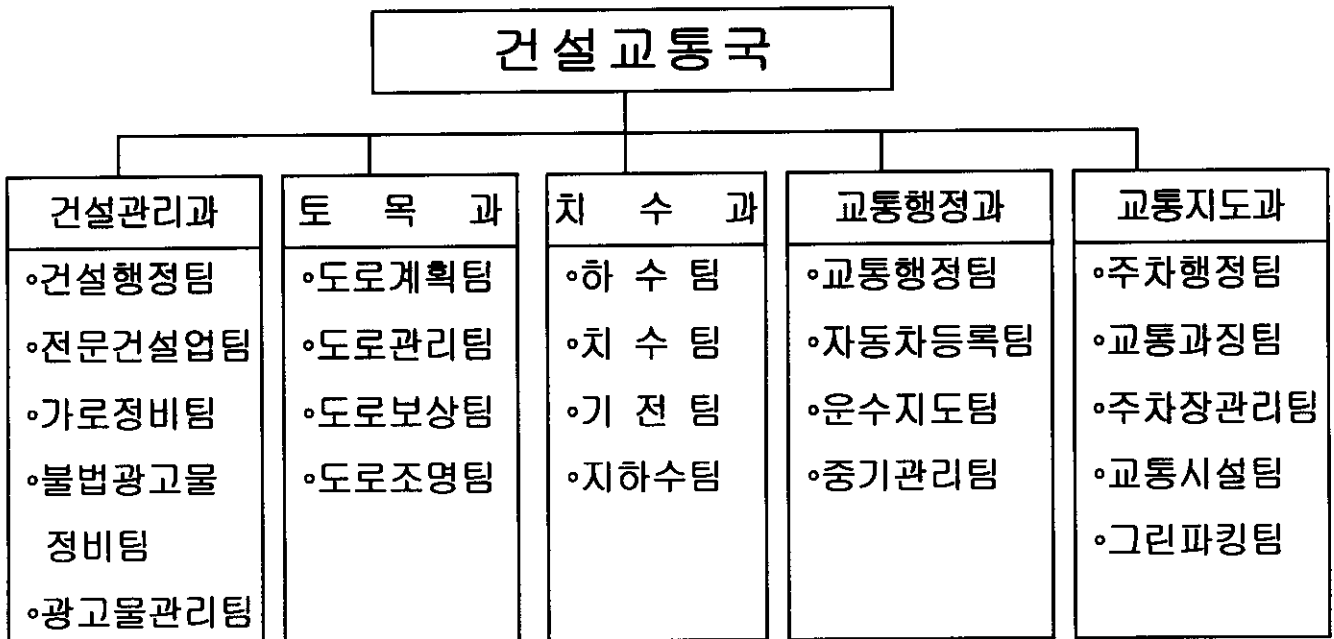 건설교통국
건설관리과
◦건설행정팀
◦전문건설업팀
◦가로정비팀
◦불법광고물
정비팀
◦광고물관리팀
토 목 과
◦도로계획팀
◦도로관리팀
◦도로보상팀
◦도로조명팀
치 수 과
◦하 수 팀
◦치 수 팀
◦기 전 팀
◦지하수팀
교통행정과
◦교통행정팀
◦자동차등록팀
◦운수지도팀
◦중기관리팀
교통지도과
◦주차행정팀
◦교통과징팀
◦주차장관리팀
◦교통시설팀
◦그린파킹팀